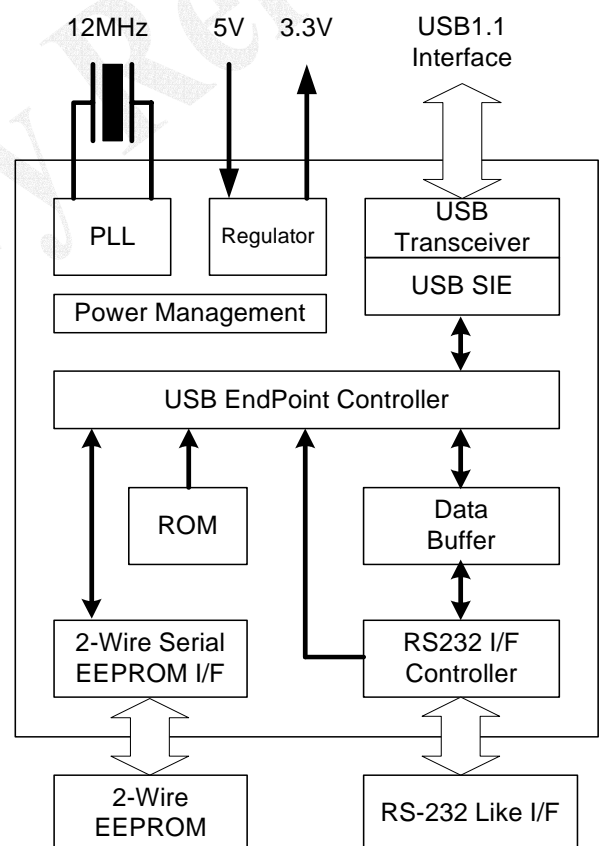 12MHz
5V
3.3V
USB1.1
Interface
PLL
Regulator
USB
Transceiver
USB SIE
Power Management
USB EndPoint Controller
ROM
Data
Buffer
2-Wire Serial
EEPROM I/F
RS232 I/F
Controller
2-Wire
EEPROM
RS-232 Like I/F